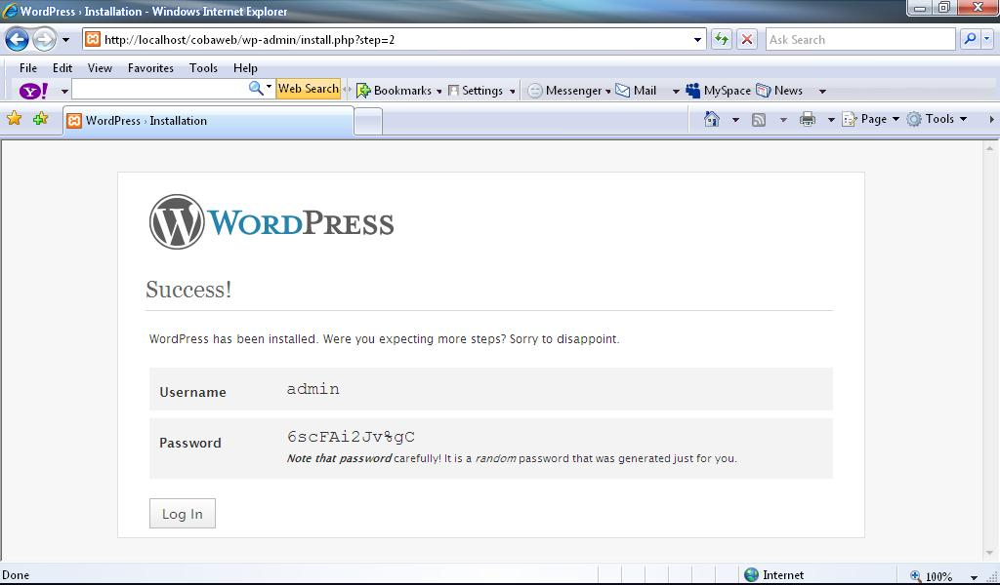 WordPress › Installation - Windows Internet Explorer
http://localhost/cobaweb/wp-admin/install.php?step=2
Ask Search
File Edit View Favorites Tools Help
Y! Web Search Bookmarks Settings Messenger Mail MySpace News
WordPress › Installation Page Tools
W WORDPRESS
Success!
WordPress has been installed. Were you expecting more steps? Sorry to disappoint.
Username admin
Password 6scFAi2Jv%gC
Note that password carefully! It is a random password that was generated just for you.
Log In
Done Internet 100%